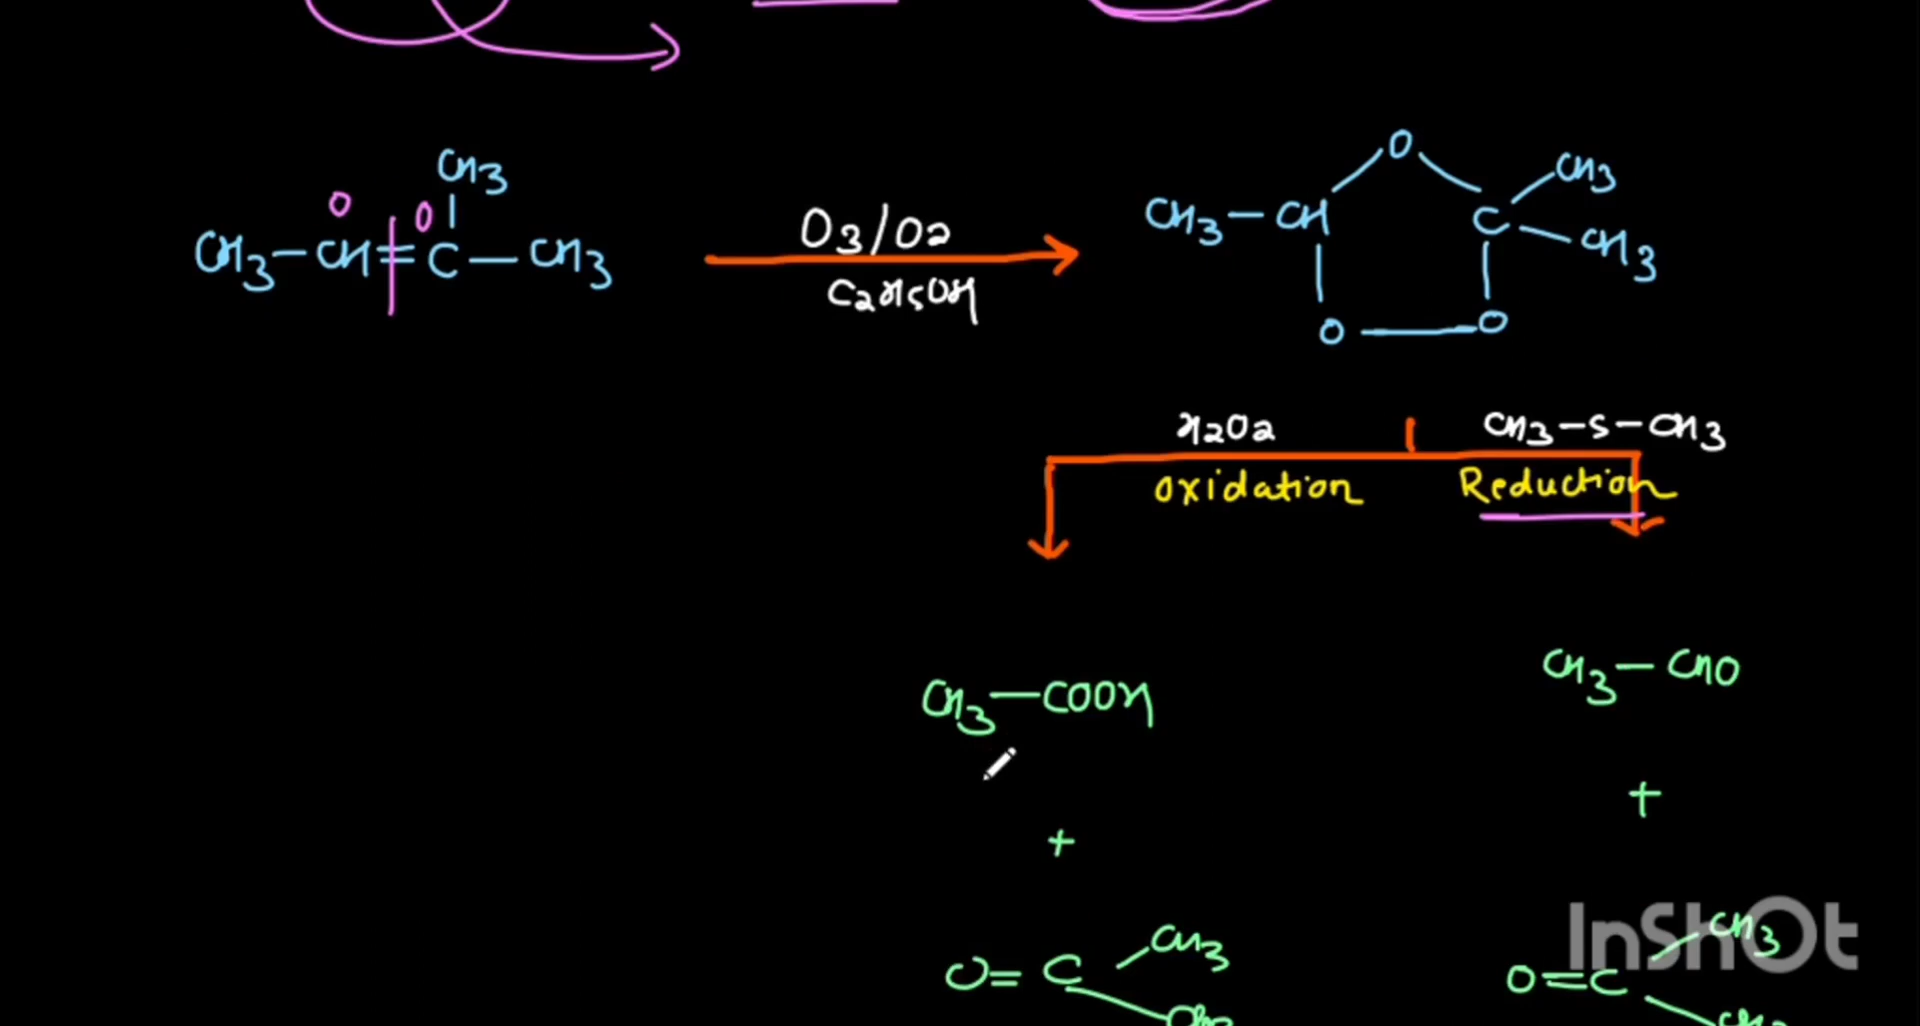 CH3
O O
CH3-CH=C-CH3
O3/O2
C2H5OH
O
CH3-CH C CH3
CH3
O-O
H2O2 CH3-S-CH3
oxidation Reduction
CH3-COOH CH3-CHO
+ +
O=C CH3
O=C CH3
InShOt